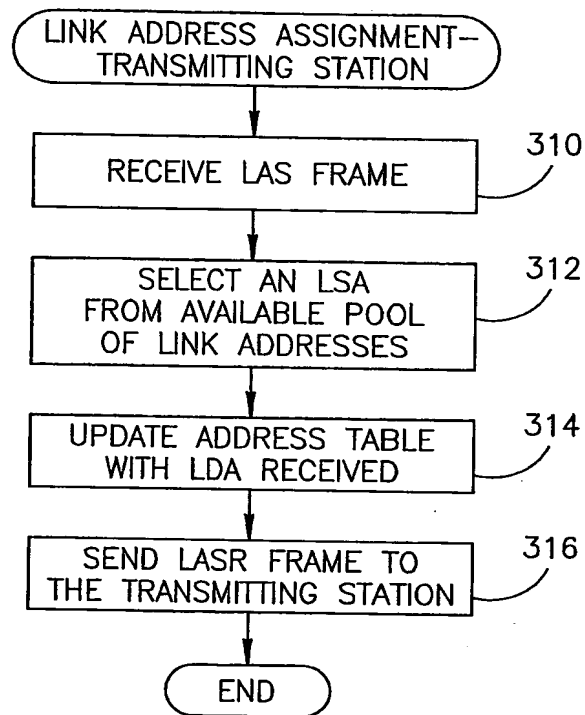 LINK ADDRESS ASSIGNMENT-
TRANSMITTING STATION
RECEIVE LAS FRAME
310
SELECT AN LSA
FROM AVAILABLE POOL
OF LINK ADDRESSES
312
UPDATE ADDRESS TABLE
WITH LDA RECEIVED
314
SEND LASR FRAME TO
THE TRANSMITTING STATION
316
END